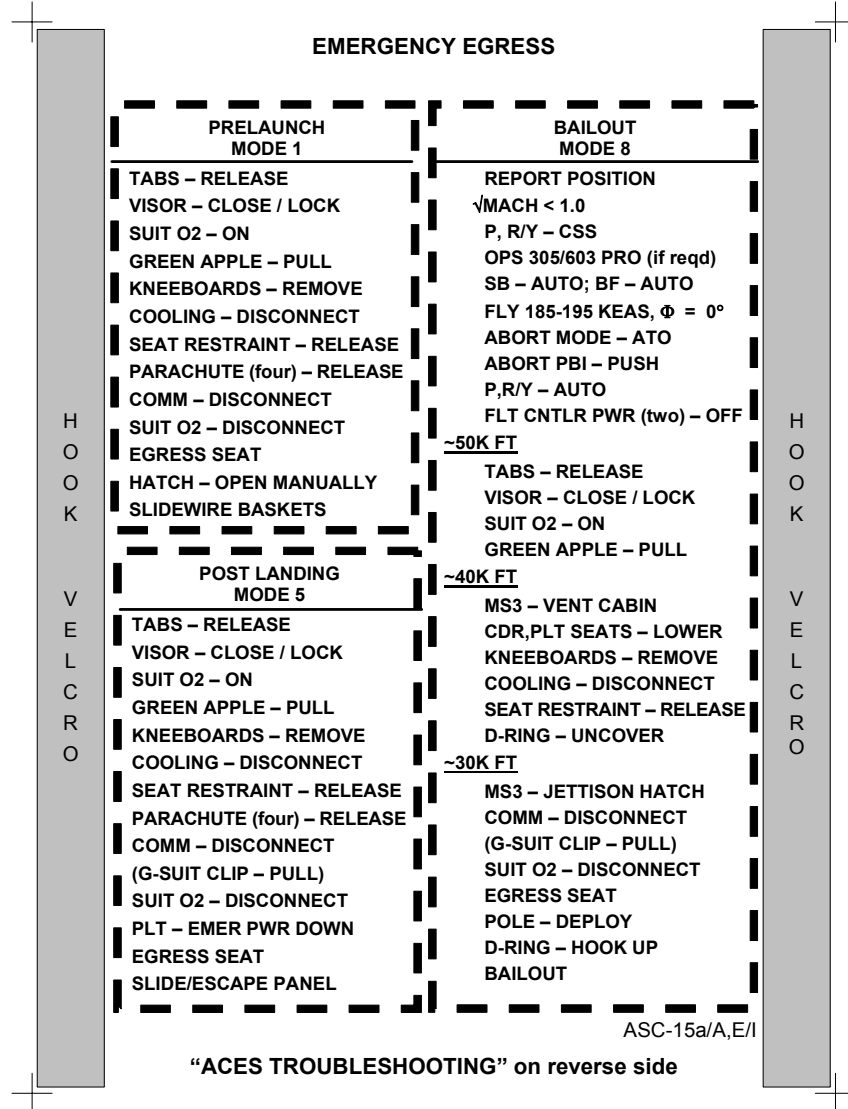 EMERGENCY EGRESS
PRELAUNCH
MODE 1
TABS – RELEASE
VISOR – CLOSE / LOCK
SUIT O2 – ON
GREEN APPLE – PULL
KNEEBOARDS – REMOVE
COOLING – DISCONNECT
SEAT RESTRAINT – RELEASE
PARACHUTE (four) – RELEASE
COMM – DISCONNECT
SUIT O2 – DISCONNECT
EGRESS SEAT
HATCH – OPEN MANUALLY
SLIDEWIRE BASKETS
POST LANDING
MODE 5
TABS – RELEASE
VISOR – CLOSE / LOCK
SUIT O2 – ON
GREEN APPLE – PULL
KNEEBOARDS – REMOVE
COOLING – DISCONNECT
SEAT RESTRAINT – RELEASE
PARACHUTE (four) – RELEASE
COMM – DISCONNECT
(G-SUIT CLIP – PULL)
SUIT O2 – DISCONNECT
PLT – EMER PWR DOWN
EGRESS SEAT
SLIDE/ESCAPE PANEL
BAILOUT
MODE 8
REPORT POSITION
√MACH < 1.0
P, R/Y – CSS
OPS 305/603 PRO (if reqd)
SB – AUTO; BF – AUTO
FLY 185-195 KEAS, Φ = 0°
ABORT MODE – ATO
ABORT PBI – PUSH
P,R/Y – AUTO
FLT CNTLR PWR (two) – OFF
~50K FT
TABS – RELEASE
VISOR – CLOSE / LOCK
SUIT O2 – ON
GREEN APPLE – PULL
~40K FT
MS3 – VENT CABIN
CDR,PLT SEATS – LOWER
KNEEBOARDS – REMOVE
COOLING – DISCONNECT
SEAT RESTRAINT – RELEASE
D-RING – UNCOVER
~30K FT
MS3 – JETTISON HATCH
COMM – DISCONNECT
(G-SUIT CLIP – PULL)
SUIT O2 – DISCONNECT
EGRESS SEAT
POLE – DEPLOY
D-RING – HOOK UP
BAILOUT
HOOK VELCRO
HOOK VELCRO
ASC-15a/A,E/I
“ACES TROUBLESHOOTING” on reverse side